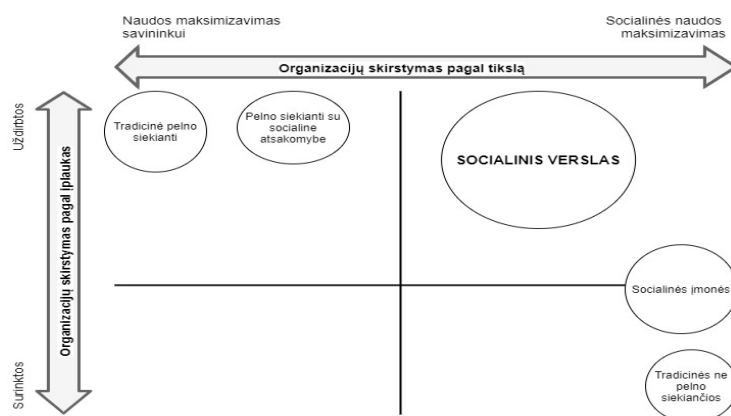 Naudos maksimizavimas
savininkui
Socialinės naudos
maksimizavimas
Organizacijų skirstymas pagal tikslą
Uždirbtos
Organizacijų skirstymas pagal įplaukas
Surinktos
Tradicinė pelno
siekianti
Pelno siekianti su
socialine
atsakomybe
SOCIALINIS VERSLAS
Socialinės įmonės
Tradicinės ne
pelno
siekiančios